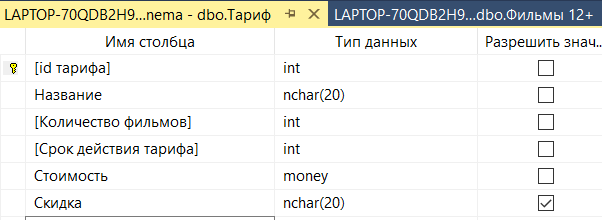 LAPTOP-70QDB2H9...nema - dbo.Тариф LAPTOP-70QDB2H9...dbo.Фильмы 12+
Имя столбца Тип данных Разрешить знач...
[id тарифа] int
Название nchar(20)
[Количество фильмов] int
[Срок действия тарифа] int
Стоимость money
Скидка nchar(20)